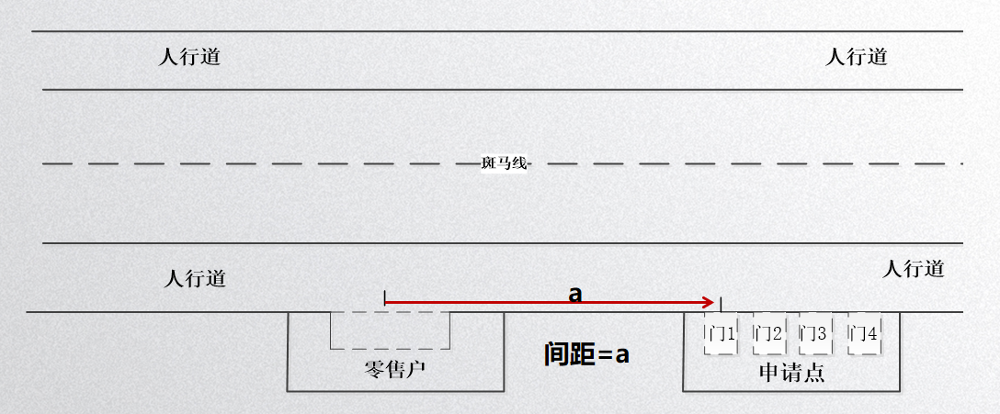 人行道 人行道
斑马线
人行道 人行道
a
间距=a
门1 门2 门3 门4
零售户 申请点